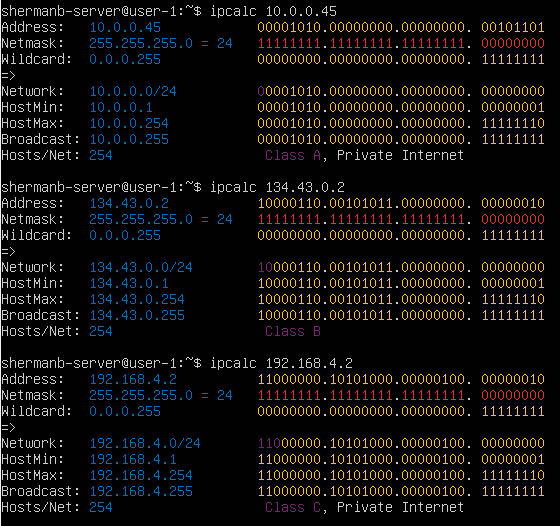 shermanb-server@user-1:~$ ipcalc 10.0.0.45
Address:   10.0.0.45            00001010.00000000.00000000. 00101101
Netmask:   255.255.255.0 = 24   11111111.11111111.11111111. 00000000
Wildcard:  0.0.0.255            00000000.00000000.00000000. 11111111
=>
Network:   10.0.0.0/24          00001010.00000000.00000000. 00000000
HostMin:   10.0.0.1             00001010.00000000.00000000. 00000001
HostMax:   10.0.0.254           00001010.00000000.00000000. 11111110
Broadcast: 10.0.0.255           00001010.00000000.00000000. 11111111
Hosts/Net: 254                   Class A, Private Internet
shermanb-server@user-1:~$ ipcalc 134.43.0.2
Address:   134.43.0.2           10000110.00101011.00000000. 00000010
Netmask:   255.255.255.0 = 24   11111111.11111111.11111111. 00000000
Wildcard:  0.0.0.255            00000000.00000000.00000000. 11111111
=>
Network:   134.43.0.0/24        10000110.00101011.00000000. 00000000
HostMin:   134.43.0.1           10000110.00101011.00000000. 00000001
HostMax:   134.43.0.254         10000110.00101011.00000000. 11111110
Broadcast: 134.43.0.255         10000110.00101011.00000000. 11111111
Hosts/Net: 254                   Class B
shermanb-server@user-1:~$ ipcalc 192.168.4.2
Address:   192.168.4.2          11000000.10101000.00000100. 00000010
Netmask:   255.255.255.0 = 24   11111111.11111111.11111111. 00000000
Wildcard:  0.0.0.255            00000000.00000000.00000000. 11111111
=>
Network:   192.168.4.0/24       11000000.10101000.00000100. 00000000
HostMin:   192.168.4.1          11000000.10101000.00000100. 00000001
HostMax:   192.168.4.254        11000000.10101000.00000100. 11111110
Broadcast: 192.168.4.255        11000000.10101000.00000100. 11111111
Hosts/Net: 254                   Class C, Private Internet